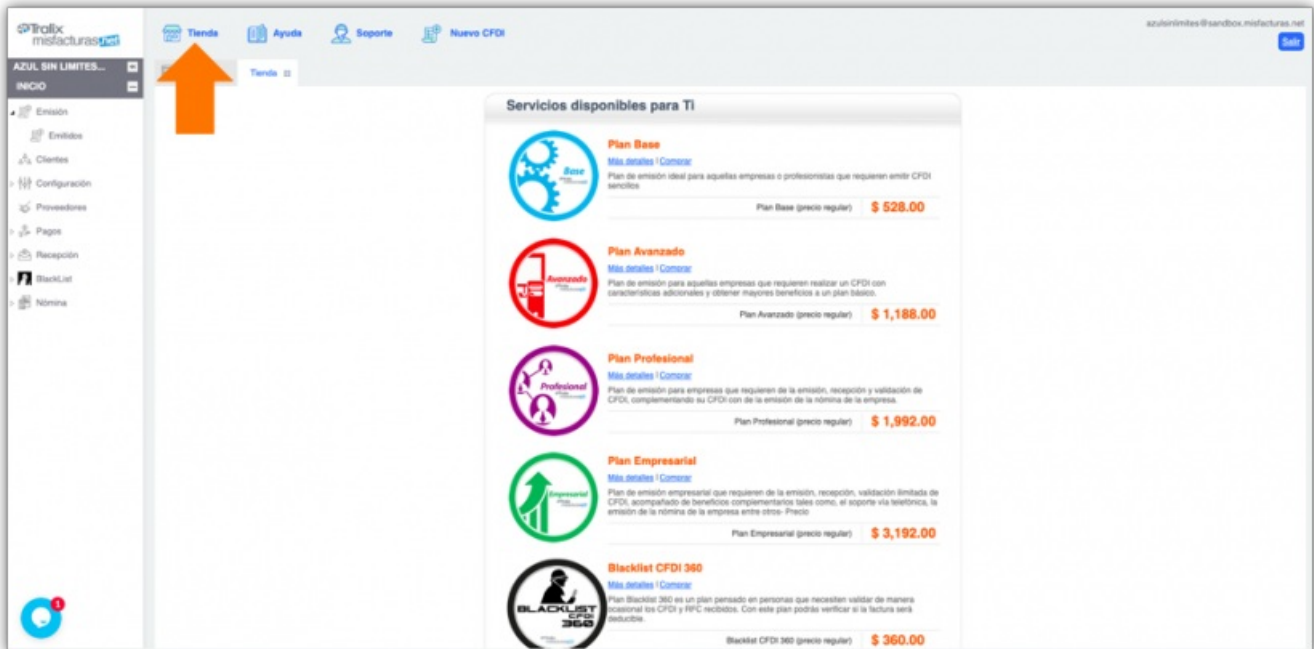 Trolix
misfacturas.net
Tienda
Ayuda
Soporte
Nuevo CFDI
azulsinlimites@sandbox.misfacturas.net
Salir
AZUL SIN LIMITES...
INICIO
Tienda
Emisión
Emitidos
Clientes
Configuración
Proveedores
Pagos
Recepción
BlackList
Nómina
1
Servicios disponibles para Ti
Base
Plan Base
Más detalles | Comprar
Plan de emisión ideal para aquellas empresas o profesionistas que requieren emitir CFDI
sencillos
Plan Base (precio regular) $ 528.00
Avanzado
Plan Avanzado
Más detalles | Comprar
Plan de emisión para aquellas empresas que requieren realizar un CFDI con
características adicionales y obtener mayores beneficios a un plan básico.
Plan Avanzado (precio regular) $ 1,188.00
Profesional
Plan Profesional
Más detalles | Comprar
Plan de emisión para empresas que requieren de la emisión, recepción y validación de
CFDI, complementando su CFDI con de la emisión de la nómina de la empresa.
Plan Profesional (precio regular) $ 1,992.00
Empresarial
Plan Empresarial
Más detalles | Comprar
Plan de emisión empresarial que requieren de la emisión, recepción, validación ilimitada de
CFDI, acompañado de beneficios complementarios tales como, el soporte vía telefónica, la
emisión de la nómina de la empresa entre otros- Precio
Plan Empresarial (precio regular) $ 3,192.00
BLACKLIST
CFDI
360
Blacklist CFDI 360
Más detalles | Comprar
Plan Blacklist 360 es un plan pensado en personas que necesiten validar de manera
ocasional los CFDI y RFC recibidos. Con este plan podrás verificar si la factura será
deducible.
Blacklist CFDI 360 (precio regular) $ 360.00